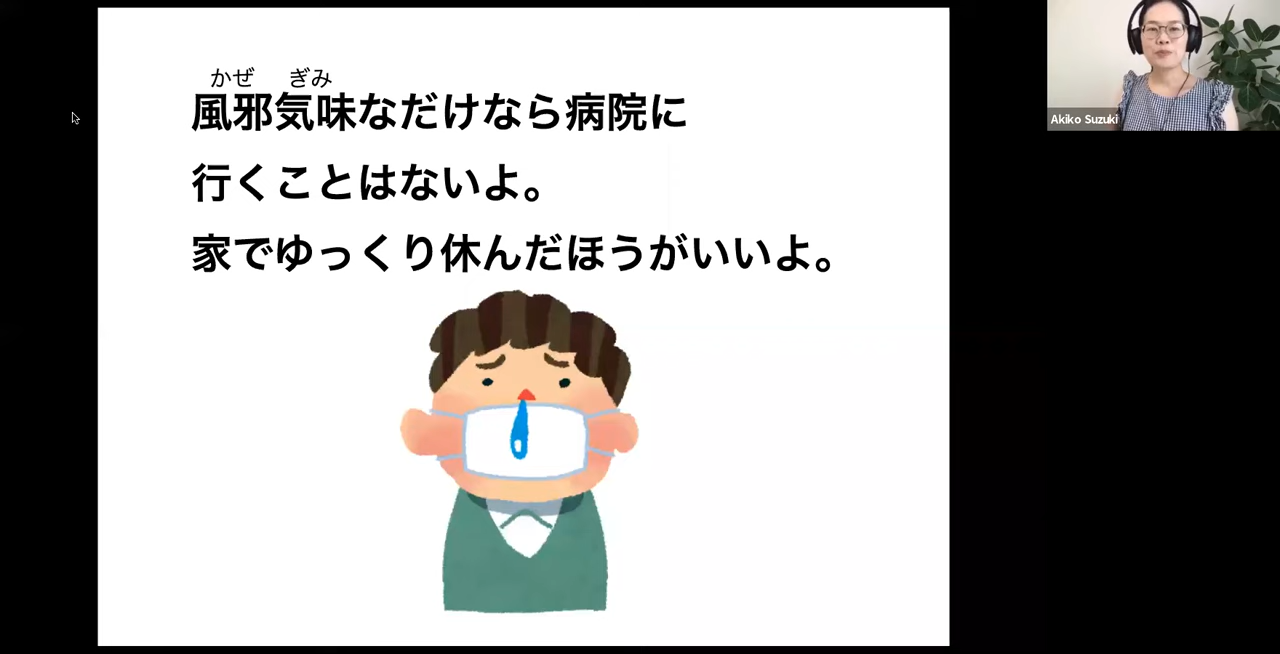 かぜ ぎみ
風邪気味なだけなら病院に
行くことはないよ。
家でゆっくり休んだほうがいいよ。
Akiko Suzuki